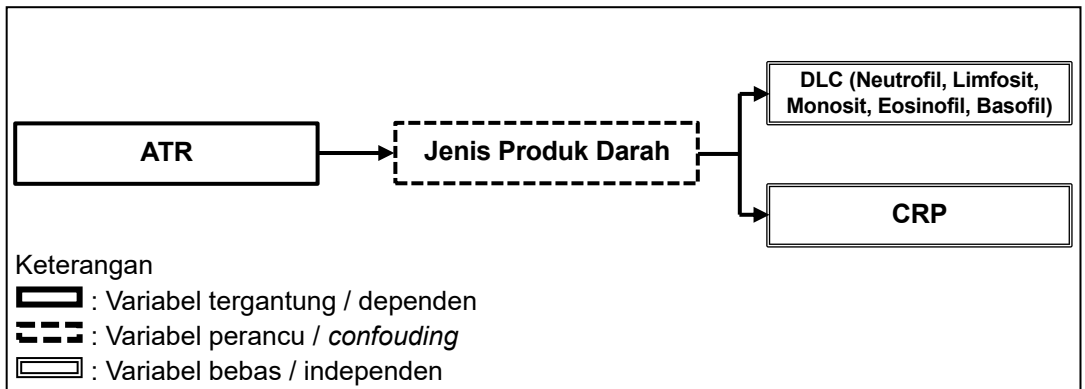 ATR
Jenis Produk Darah
DLC (Neutrofil, Limfosit,
Monosit, Eosinofil, Basofil)
CRP
Keterangan
: Variabel tergantung / dependen
: Variabel perancu / confouding
: Variabel bebas / independen